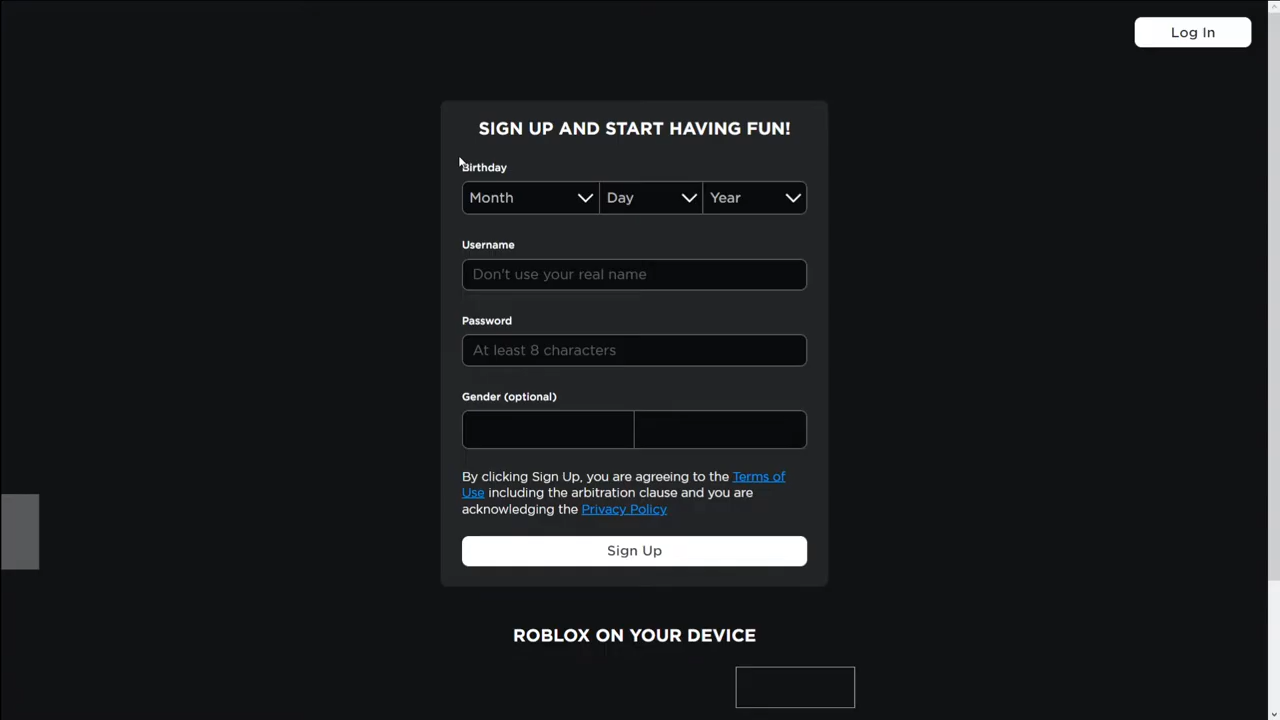 Log In
SIGN UP AND START HAVING FUN!
Birthday
Month Day Year
Username
Don't use your real name
Password
At least 8 characters
Gender (optional)
By clicking Sign Up, you are agreeing to the Terms of
Use including the arbitration clause and you are
acknowledging the Privacy Policy
Sign Up
ROBLOX ON YOUR DEVICE